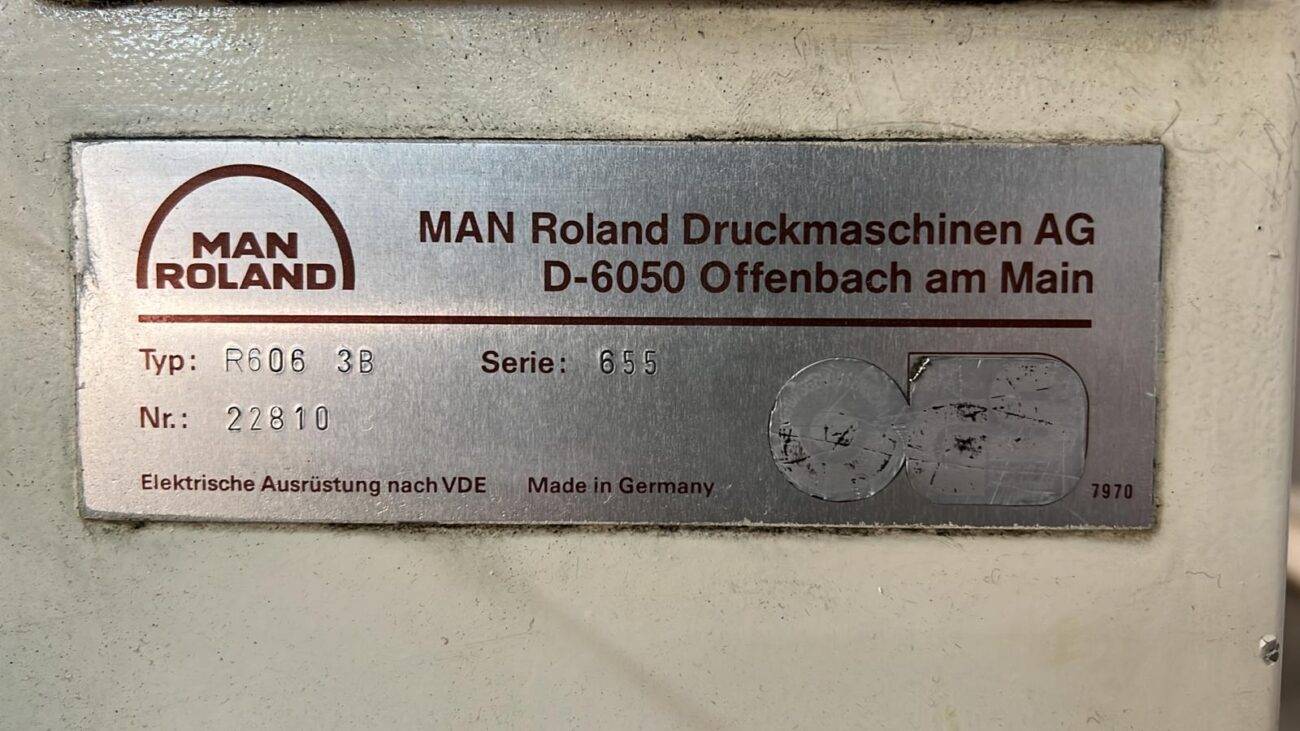 MAN
ROLAND
MAN Roland Druckmaschinen AG
D-6050 Offenbach am Main
Typ: R606 3B Serie: 655
Nr.: 22810
Elektrische Ausrüstung nach VDE Made in Germany
7970